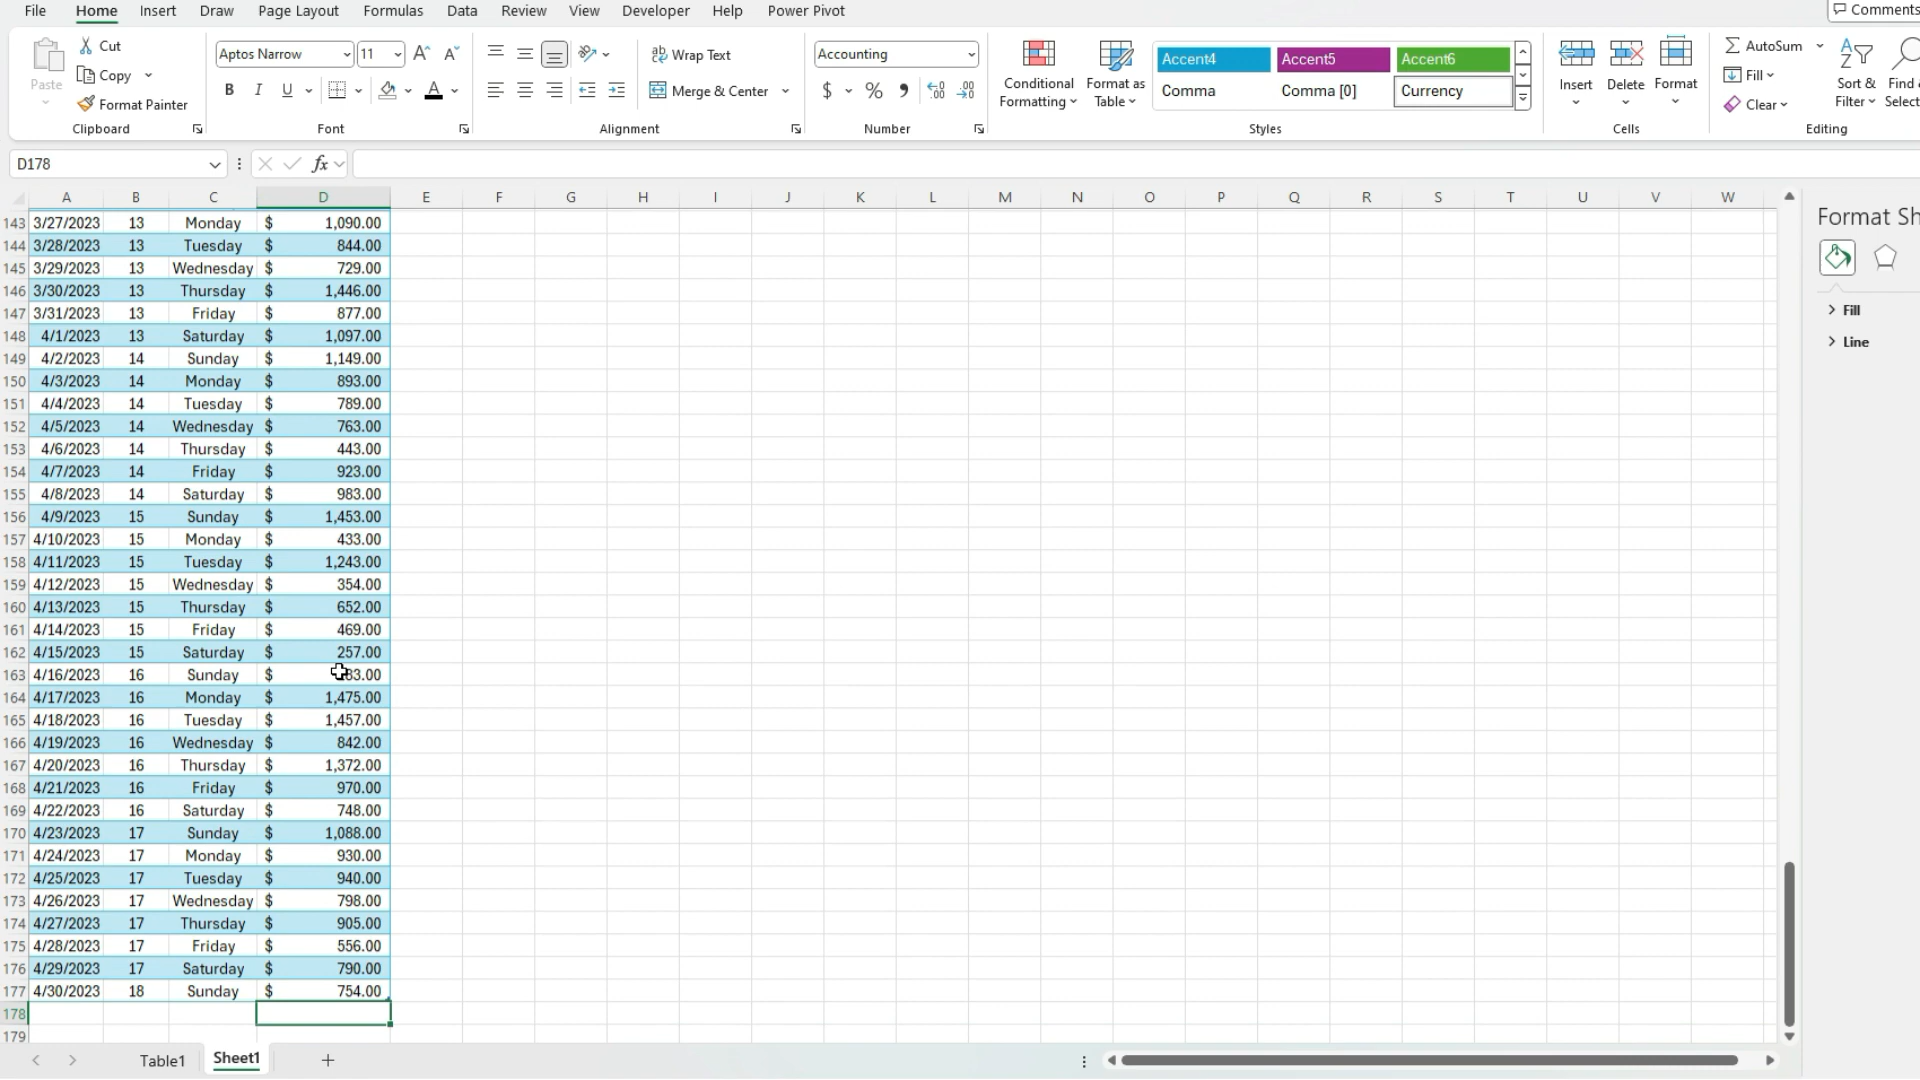 File Home Insert Draw Page Layout Formulas Data Review View Developer Help Power Pivot Comments
Paste Cut Copy Format Painter Clipboard
Aptos Narrow 11 A A B I U A Font
Wrap Text Merge & Center Alignment
Accounting $ % , Number
Conditional Formatting Format as Table
Accent4 Accent5 Accent6
Comma Comma [0] Currency
Styles
Insert Delete Format Cells
AutoSum Fill Clear Sort & Filter Find & Select Editing
D178 fx
A B C D E F G H I J K L M N O P Q R S T U V W
143 3/27/2023 13 Monday $ 1,090.00
144 3/28/2023 13 Tuesday $ 844.00
145 3/29/2023 13 Wednesday $ 729.00
146 3/30/2023 13 Thursday $ 1,446.00
147 3/31/2023 13 Friday $ 877.00
148 4/1/2023 13 Saturday $ 1,097.00
149 4/2/2023 14 Sunday $ 1,149.00
150 4/3/2023 14 Monday $ 893.00
151 4/4/2023 14 Tuesday $ 789.00
152 4/5/2023 14 Wednesday $ 763.00
153 4/6/2023 14 Thursday $ 443.00
154 4/7/2023 14 Friday $ 923.00
155 4/8/2023 14 Saturday $ 983.00
156 4/9/2023 15 Sunday $ 1,453.00
157 4/10/2023 15 Monday $ 433.00
158 4/11/2023 15 Tuesday $ 1,243.00
159 4/12/2023 15 Wednesday $ 354.00
160 4/13/2023 15 Thursday $ 652.00
161 4/14/2023 15 Friday $ 469.00
162 4/15/2023 15 Saturday $ 257.00
163 4/16/2023 16 Sunday $
164 4/17/2023 16 Monday $ 1,475.00
165 4/18/2023 16 Tuesday $ 1,457.00
166 4/19/2023 16 Wednesday $ 842.00
167 4/20/2023 16 Thursday $ 1,372.00
168 4/21/2023 16 Friday $ 970.00
169 4/22/2023 16 Saturday $ 748.00
170 4/23/2023 17 Sunday $ 1,088.00
171 4/24/2023 17 Monday $ 930.00
172 4/25/2023 17 Tuesday $ 940.00
173 4/26/2023 17 Wednesday $ 798.00
174 4/27/2023 17 Thursday $ 905.00
175 4/28/2023 17 Friday $ 556.00
176 4/29/2023 17 Saturday $ 790.00
177 4/30/2023 18 Sunday $ 754.00
178
179
Format Sh
Fill
Line
Table1 Sheet1 +